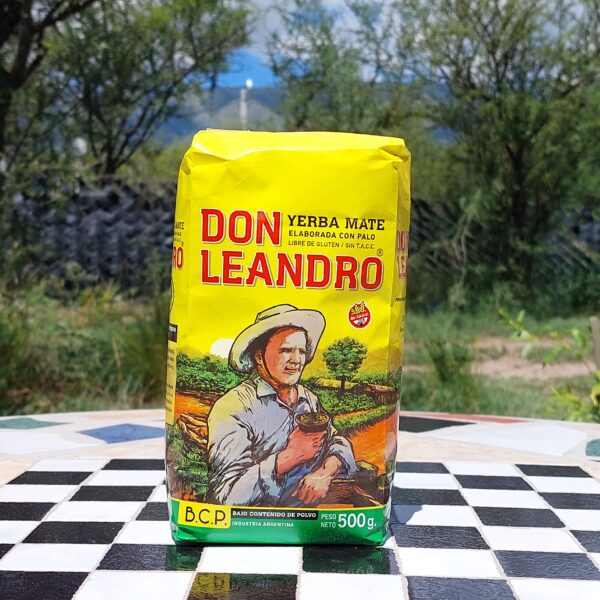 DON
YERBA MATE
ELABORADA CON PALO
LIBRE DE GLUTEN / SIN T.A.C.C.
LEANDRO®
SIN T.A.C.C.
B.C.P.
BAJO CONTENIDO DE POLVO
INDUSTRIA ARGENTINA
PESO
NETO 500g.